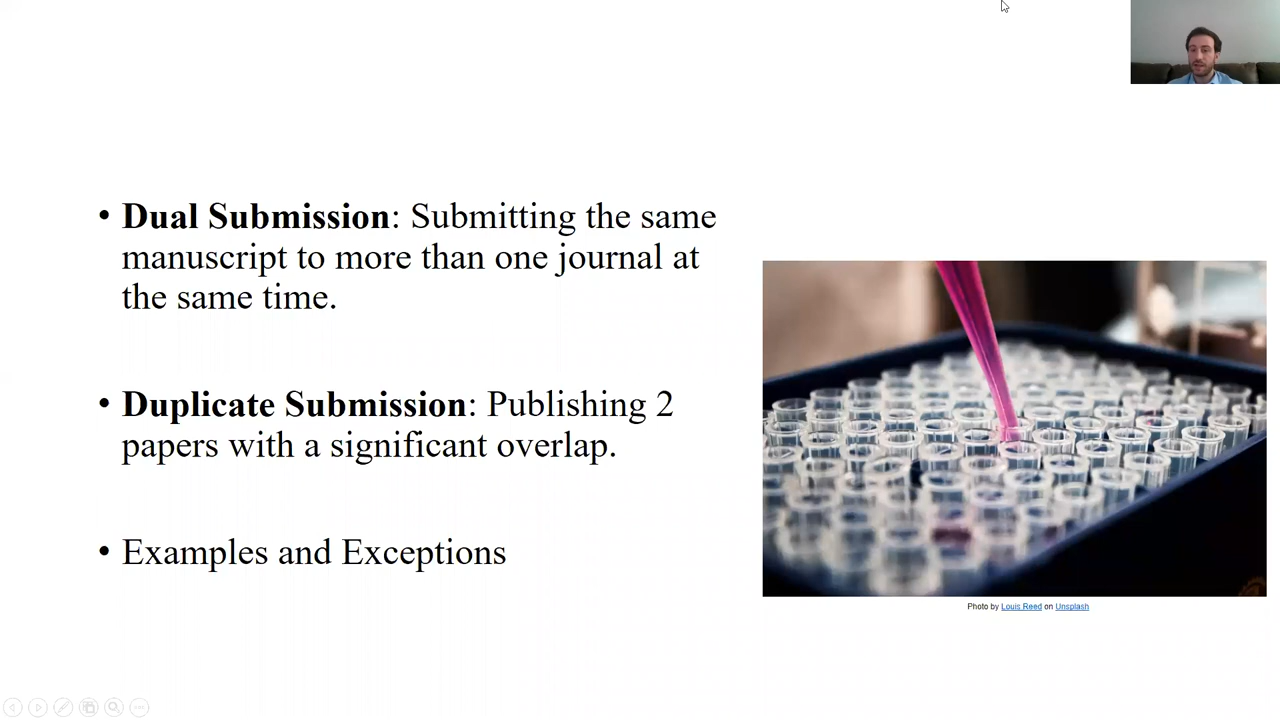 • Dual Submission: Submitting the same
manuscript to more than one journal at
the same time.
• Duplicate Submission: Publishing 2
papers with a significant overlap.
• Examples and Exceptions
Photo by Louis Reed on Unsplash